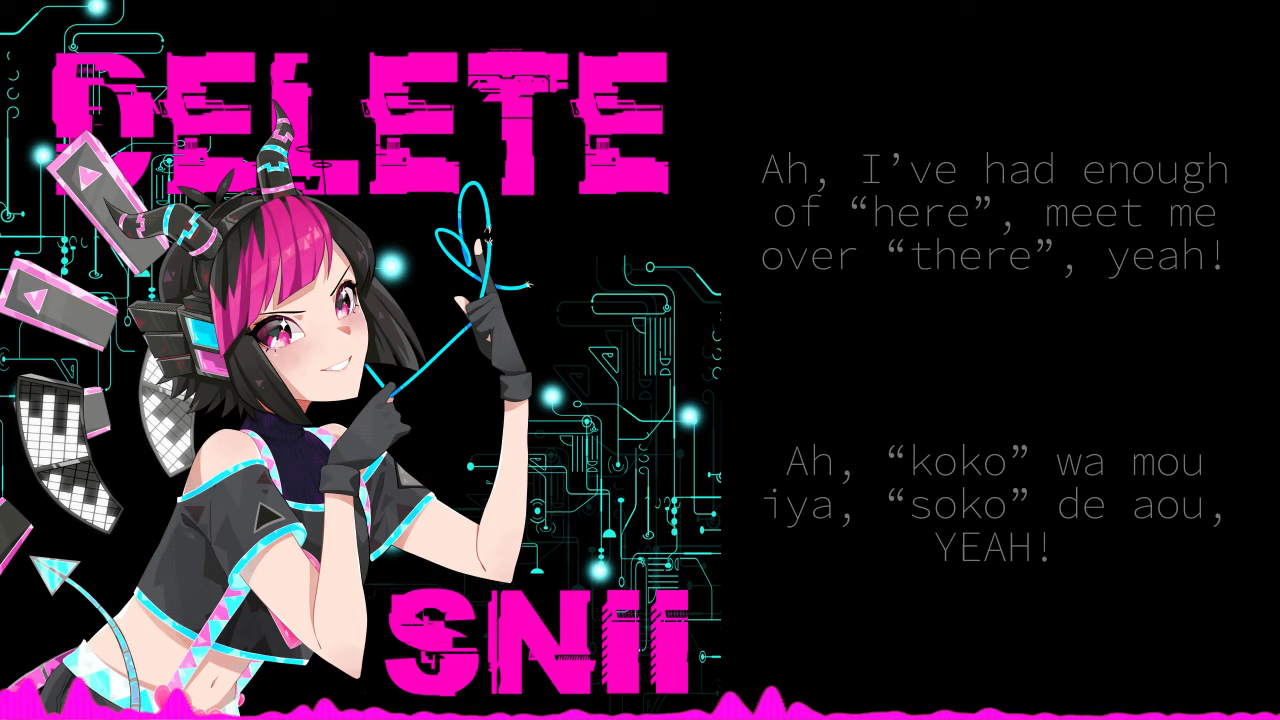 DELETE
Ah, I’ve had enough
of “here”, meet me
over “there”, yeah!
Ah, “koko” wa mou
iya, “soko” de aou,
YEAH!
SNII